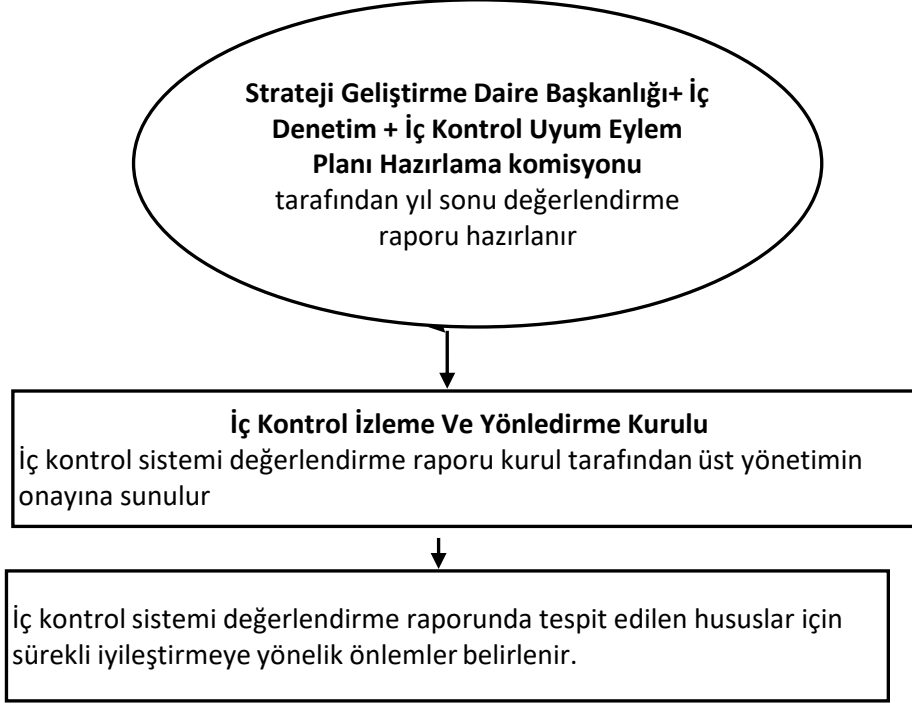 Strateji Geliştirme Daire Başkanlığı+ İç
Denetim + İç Kontrol Uyum Eylem
Planı Hazırlama komisyonu
tarafından yıl sonu değerlendirme
raporu hazırlanır
İç Kontrol İzleme Ve Yönledirme Kurulu
İç kontrol sistemi değerlendirme raporu kurul tarafından üst yönetimin
onayına sunulur
İç kontrol sistemi değerlendirme raporunda tespit edilen hususlar için
sürekli iyileştirmeye yönelik önlemler belirlenir.